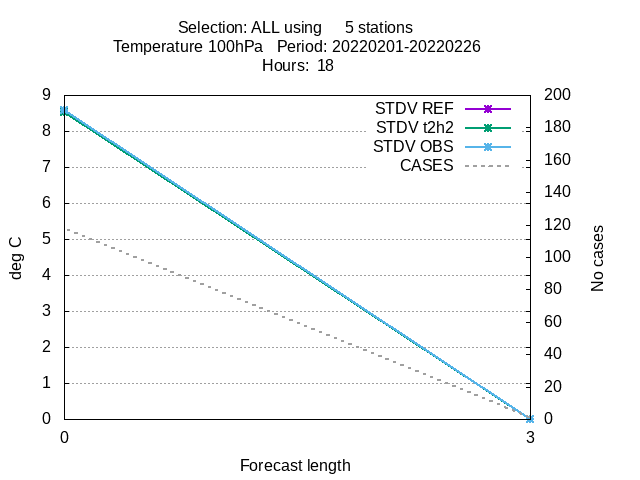 Selection: ALL using     5 stations
Temperature 100hPa   Period: 20220201-20220226
Hours:  18
STDV REF
STDV t2h2
STDV OBS
CASES
deg C
9
8
7
6
5
4
3
2
1
0
200
180
160
140
120
100
80
60
40
20
0
No cases
0
3
Forecast length